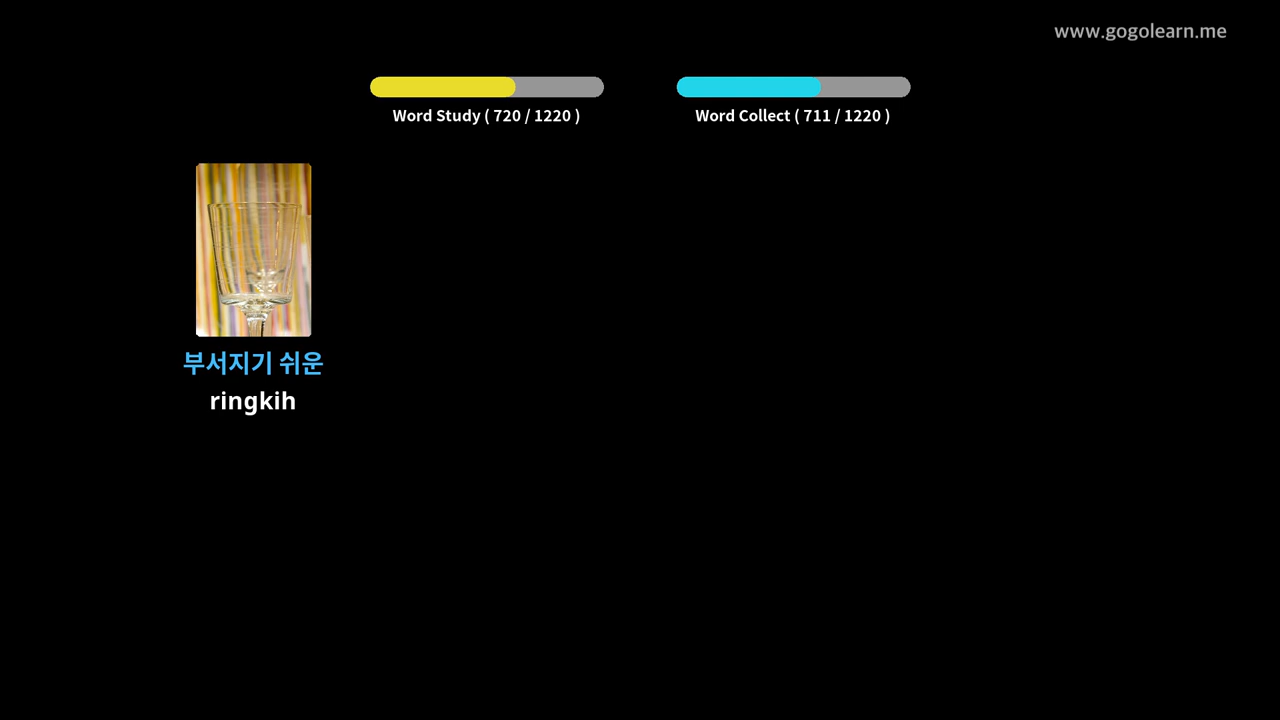 www.gogolearn.me
Word Study ( 720 / 1220 )
Word Collect ( 711 / 1220 )
부서지기 쉬운
ringkih